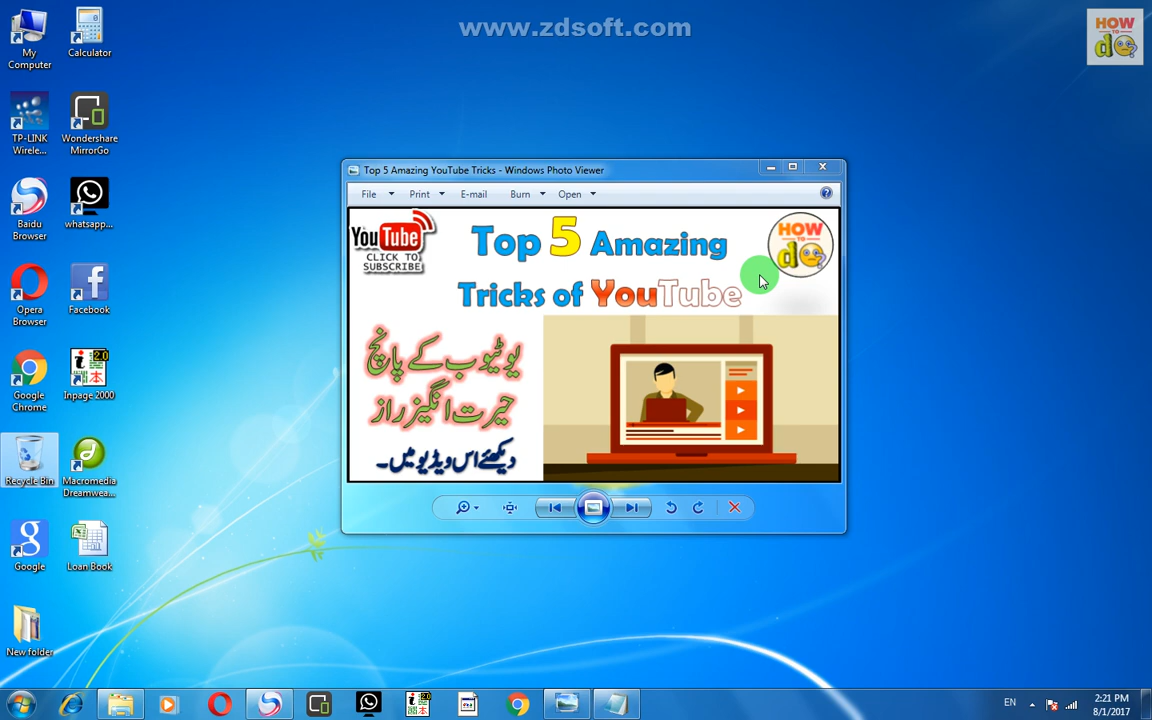 www.zdsoft.com
HOW
TO
do
My
Computer
Calculator
TP-LINK
Wirele...
Wondershare
MirrorGo
Baidu
Browser
whatsapp...
Opera
Browser
Facebook
Google
Chrome
Inpage 2000
Recycle Bin
Macromedia
Dreamwea...
Google
Loan Book
New folder
Top 5 Amazing YouTube Tricks - Windows Photo Viewer
File Print E-mail Burn Open
YouTube
CLICK TO
SUBSCRIBE
Top 5 Amazing
Tricks of YouTube
HOW
TO
do
یوٹیوب کے پانچ
حیرت انگیز راز
دیکھئے اس ویڈیو میں۔
EN
2:21 PM
8/1/2017